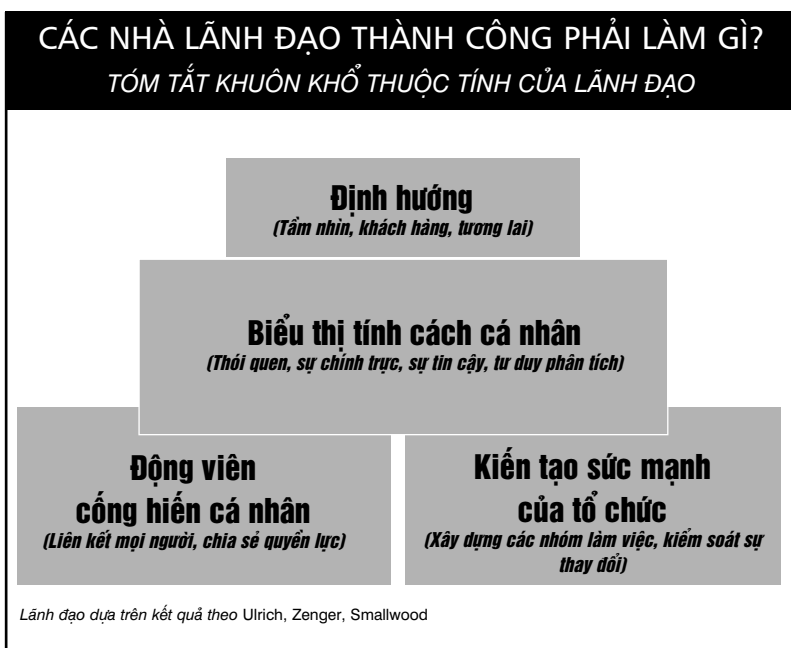 CÁC NHÀ LÃNH ĐẠO THÀNH CÔNG PHẢI LÀM GÌ?
TÓM TẮT KHUÔN KHỔ THUỘC TÍNH CỦA LÃNH ĐẠO
Định hướng
(Tầm nhìn, khách hàng, tương lai)
Biểu thị tính cách cá nhân
(Thói quen, sự chính trực, sự tin cậy, tư duy phân tích)
Động viên
cống hiến cá nhân
(Liên kết mọi người, chia sẻ quyền lực)
Kiến tạo sức mạnh
của tổ chức
(Xây dựng các nhóm làm việc, kiểm soát sự
thay đổi)
Lãnh đạo dựa trên kết quả theo Ulrich, Zenger, Smallwood